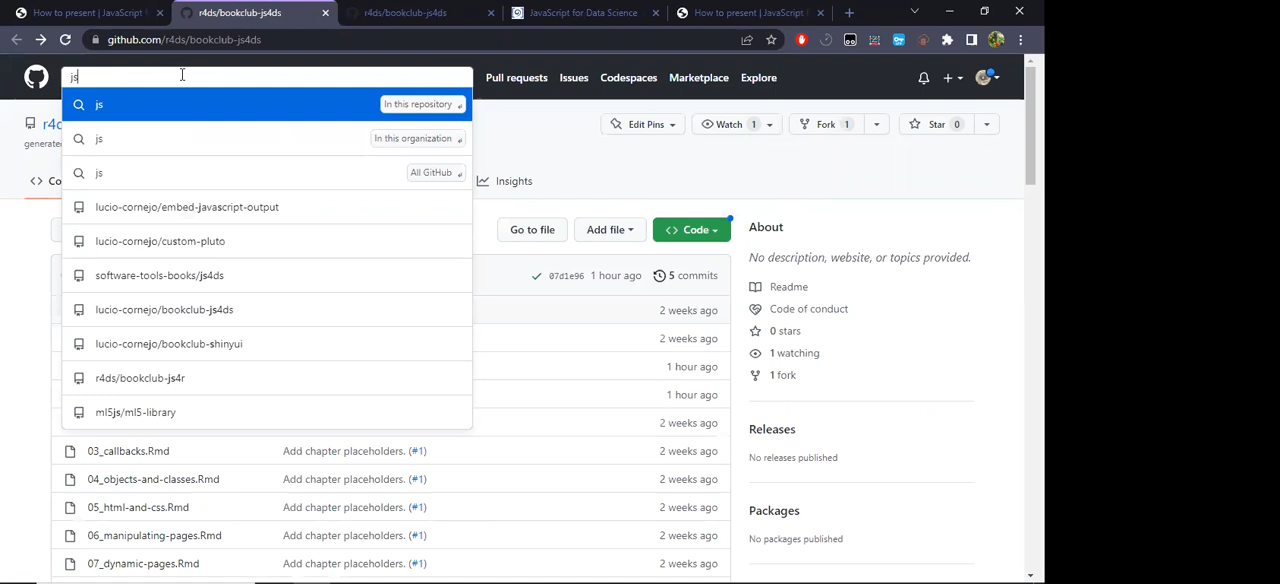 How to present | JavaScript f
r4ds/bookclub-js4ds
r4ds/bookclub-js4ds
JavaScript for Data Science
How to present | JavaScript f
github.com/r4ds/bookclub-js4ds
js
Pull requests
Issues
Codespaces
Marketplace
Explore
js
In this repository
js
In this organization
js
All GitHub
lucio-cornejo/embed-javascript-output
lucio-cornejo/custom-pluto
software-tools-books/js4ds
lucio-cornejo/bookclub-js4ds
lucio-cornejo/bookclub-shinyui
r4ds/bookclub-js4r
ml5js/ml5-library
r4d
generate
Edit Pins
Watch 1
Fork 1
Star 0
Co
Insights
Go to file
Add file
Code
07d1e96 1 hour ago
5 commits
2 weeks ago
2 weeks ago
1 hour ago
1 hour ago
2 weeks ago
03_callbacks.Rmd Add chapter placeholders. (#1) 2 weeks ago
04_objects-and-classes.Rmd Add chapter placeholders. (#1) 2 weeks ago
05_html-and-css.Rmd Add chapter placeholders. (#1) 2 weeks ago
06_manipulating-pages.Rmd Add chapter placeholders. (#1) 2 weeks ago
07_dynamic-pages.Rmd Add chapter placeholders. (#1) 2 weeks ago
About
No description, website, or topics provided.
Readme
Code of conduct
0 stars
1 watching
1 fork
Releases
No releases published
Packages
No packages published